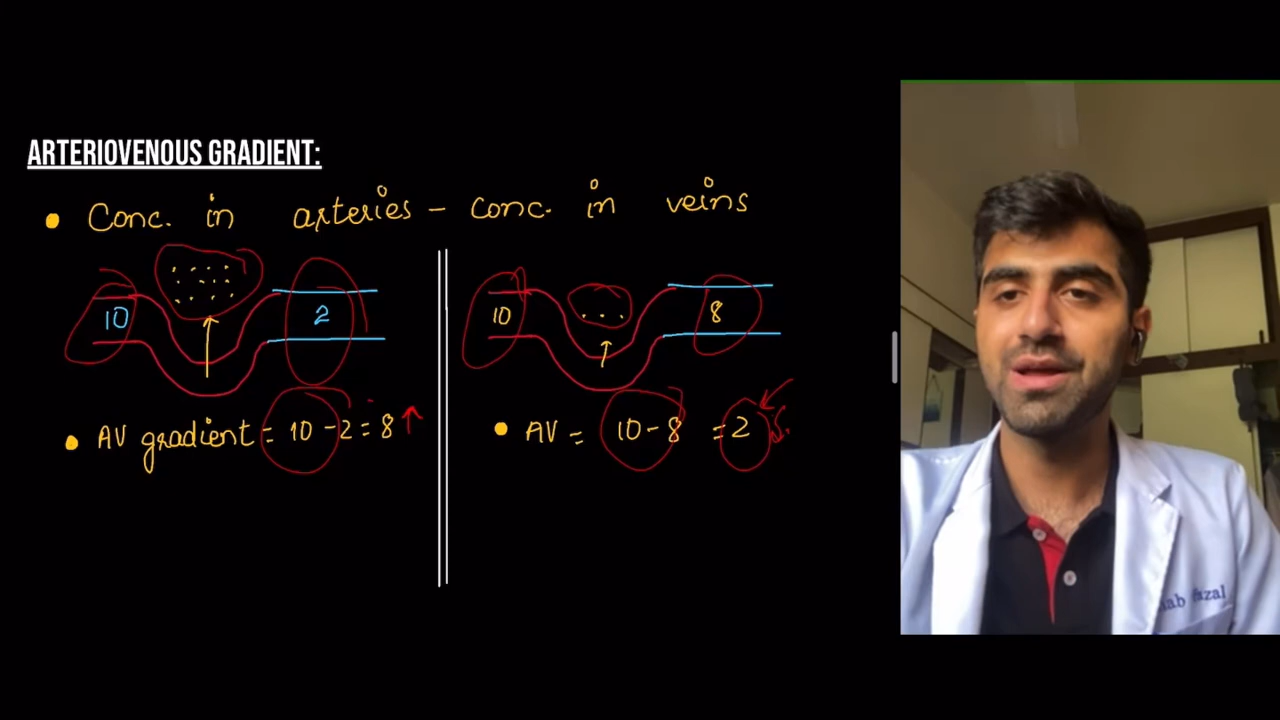 ARTERIOVENOUS GRADIENT:
• Conc. in arteries - conc. in veins
10 2
10 8
• AV gradient = 10 - 2 = 8 ↑
• AV = 10 - 8 = 2
fazal